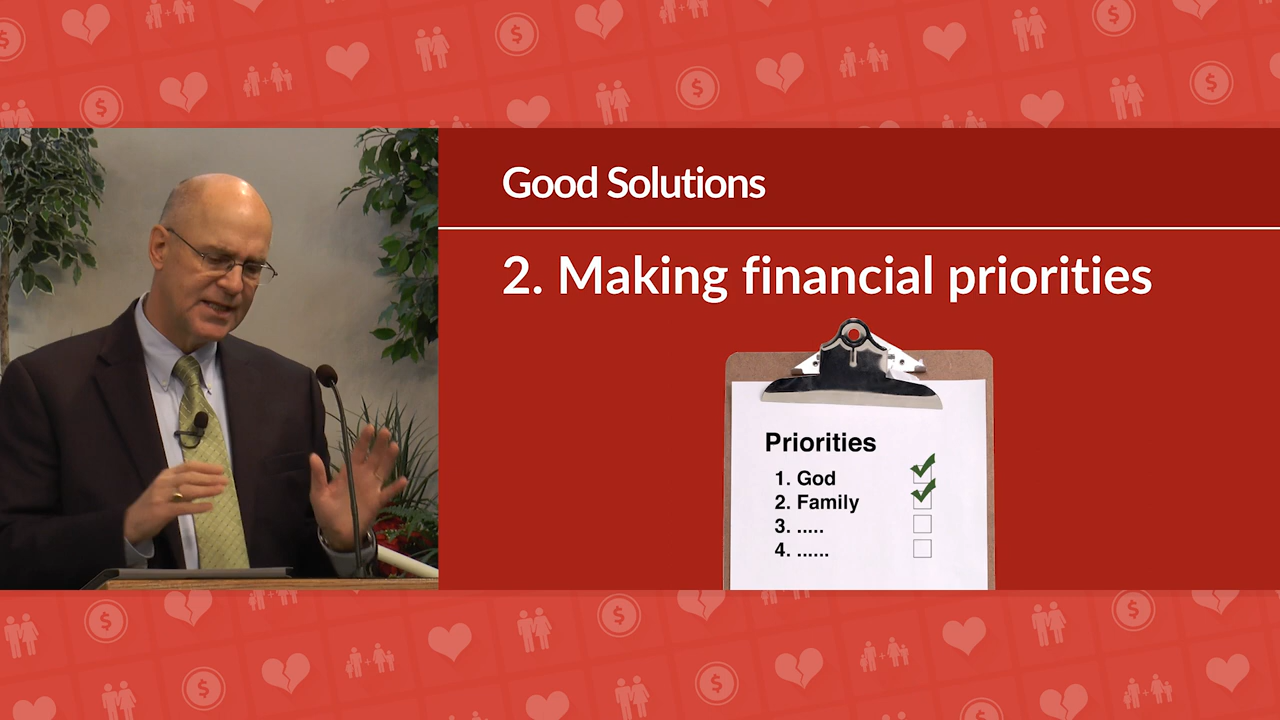 Good Solutions
2. Making financial priorities
Priorities
1. God
2. Family
3. .....
4. ......